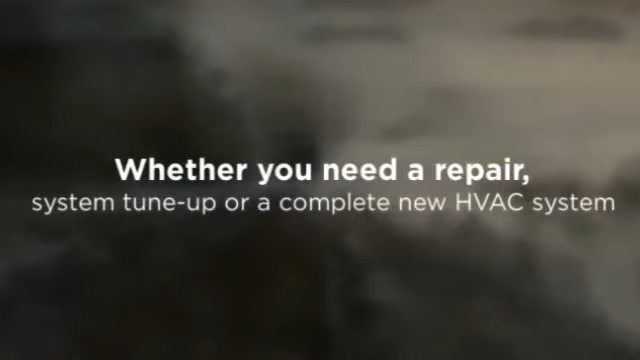 Whether you need a repair,
system tune-up or a complete new HVAC system